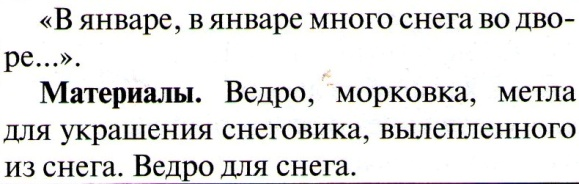 «В январе, в январе много снега во дво-
ре...».
Материалы. Ведро, морковка, метла
для украшения снеговика, вылепленного
из снега. Ведро для снега.